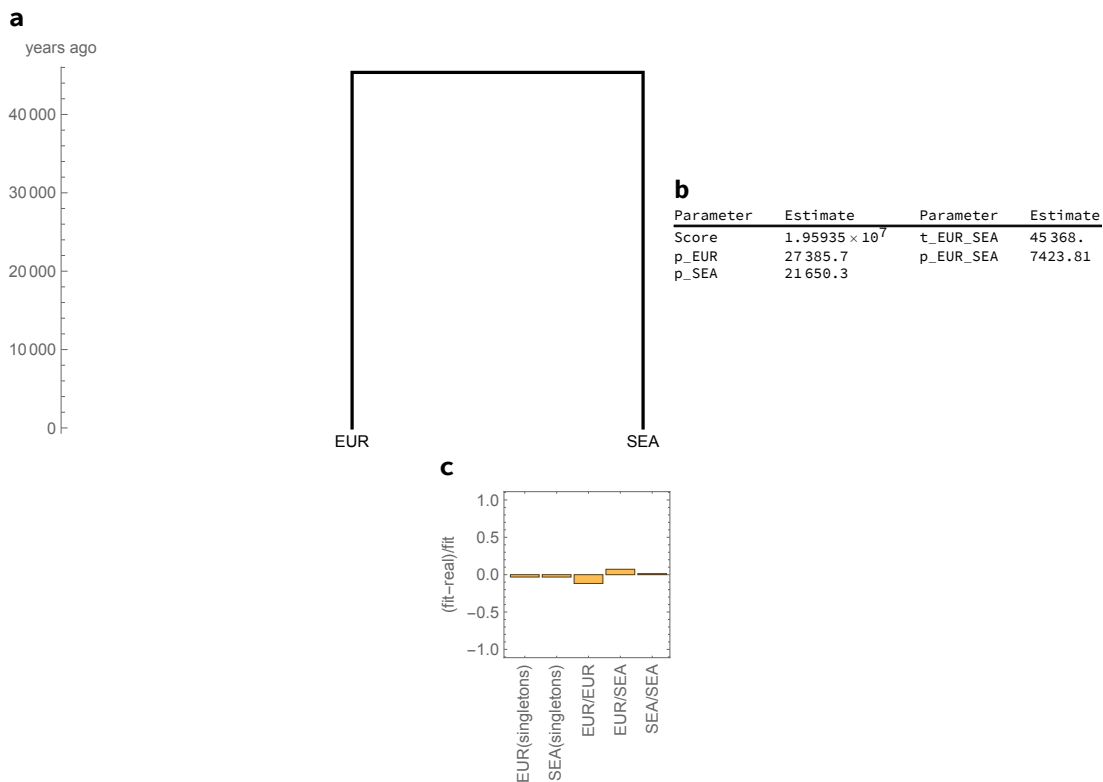 a
years ago
40 000
30 000
20 000
10 000
0
EUR SEA
b
Parameter Estimate Parameter Estimate
Score 1.95935 × 10^7 t_EUR_SEA 45 368.
p_EUR 27 385.7 p_EUR_SEA 7423.81
p_SEA 21 650.3
c
(fit−real)/fit
1.0
0.5
0.0
−0.5
−1.0
EUR(singletons)
SEA(singletons)
EUR/EUR
EUR/SEA
SEA/SEA